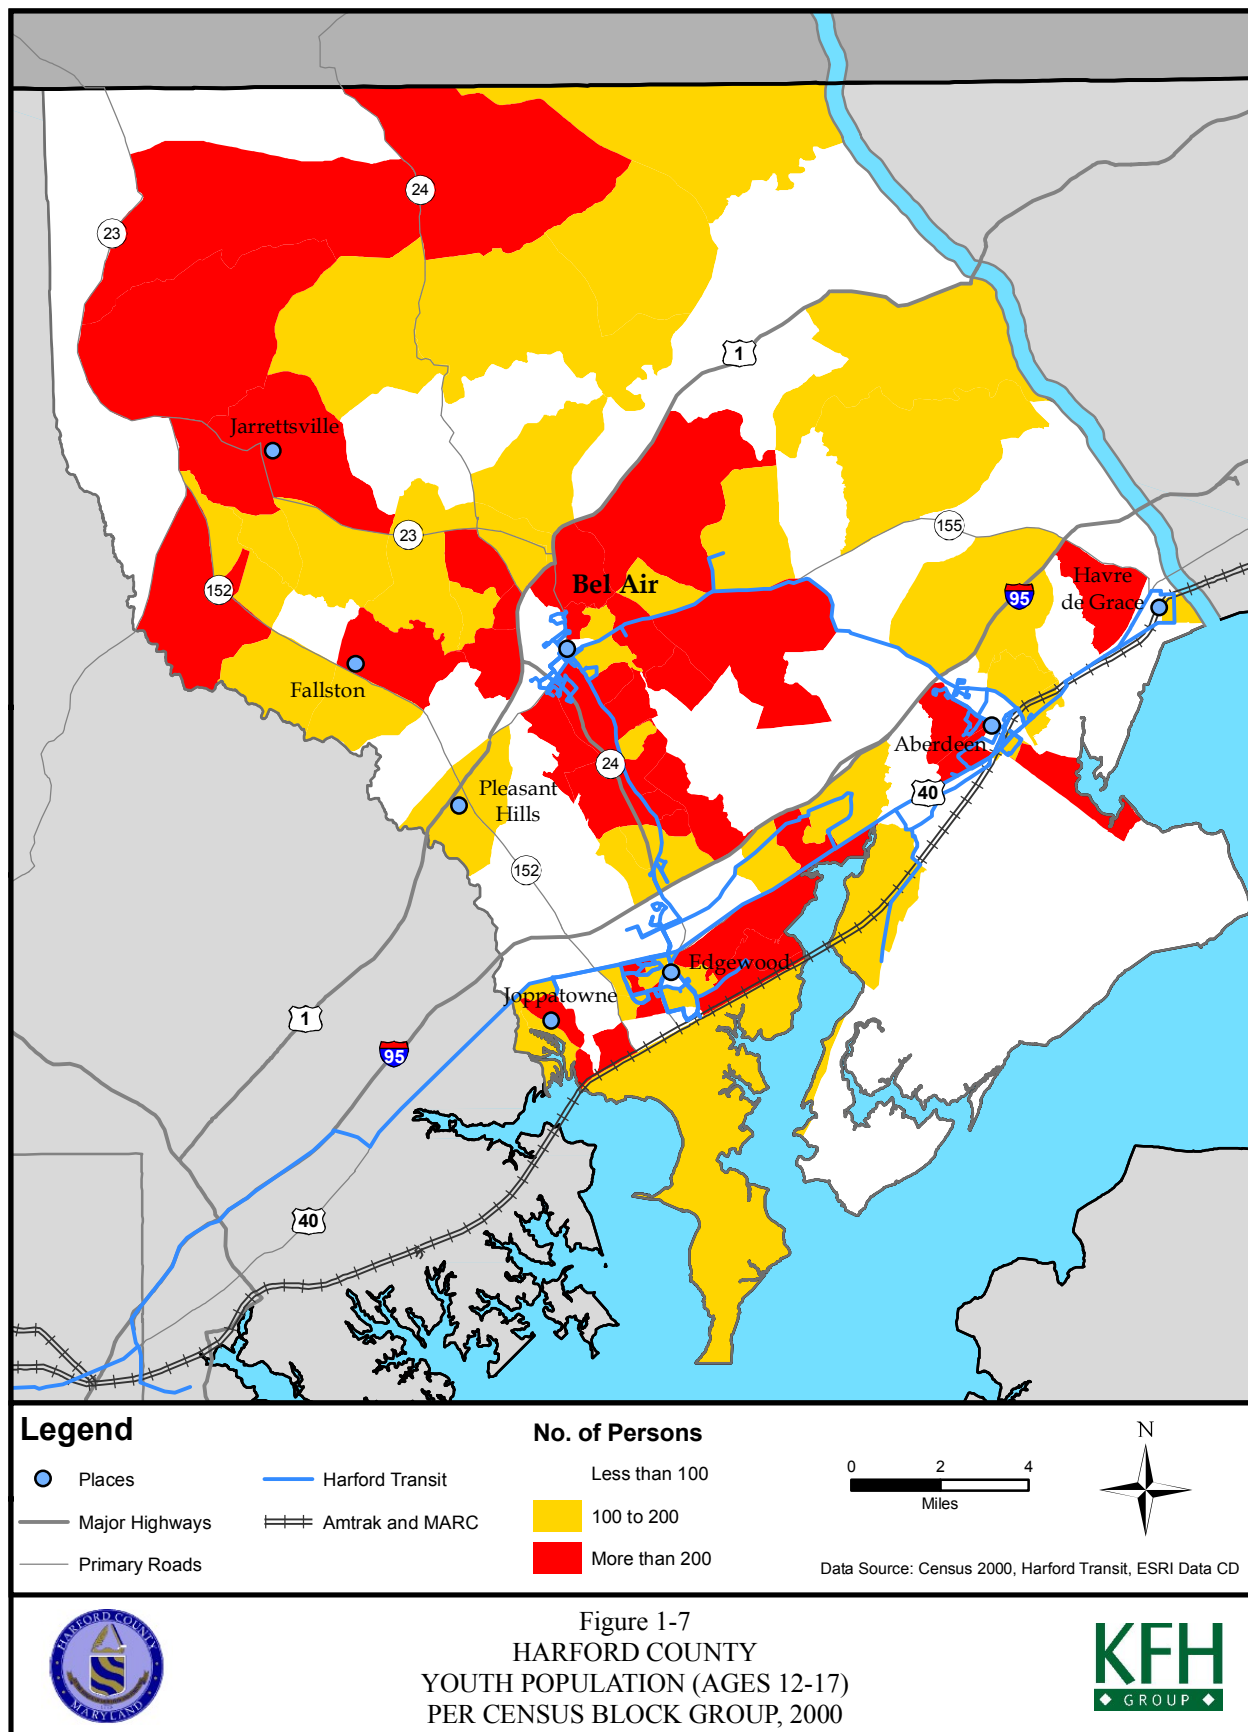 24
23
1
Jarrettsville
155
23
Bel Air
Havre
de Grace
95
152
Fallston
Aberdeen
24
40
Pleasant
Hills
152
Edgewood
Joppatowne
1
95
40
Legend
Places
Major Highways
Primary Roads
Harford Transit
Amtrak and MARC
No. of Persons
Less than 100
100 to 200
More than 200
0 2 4
Miles
N
Data Source: Census 2000, Harford Transit, ESRI Data CD
HARFORD COUNTY
MARYLAND
Figure 1-7
HARFORD COUNTY
YOUTH POPULATION (AGES 12-17)
PER CENSUS BLOCK GROUP, 2000
KFH
GROUP